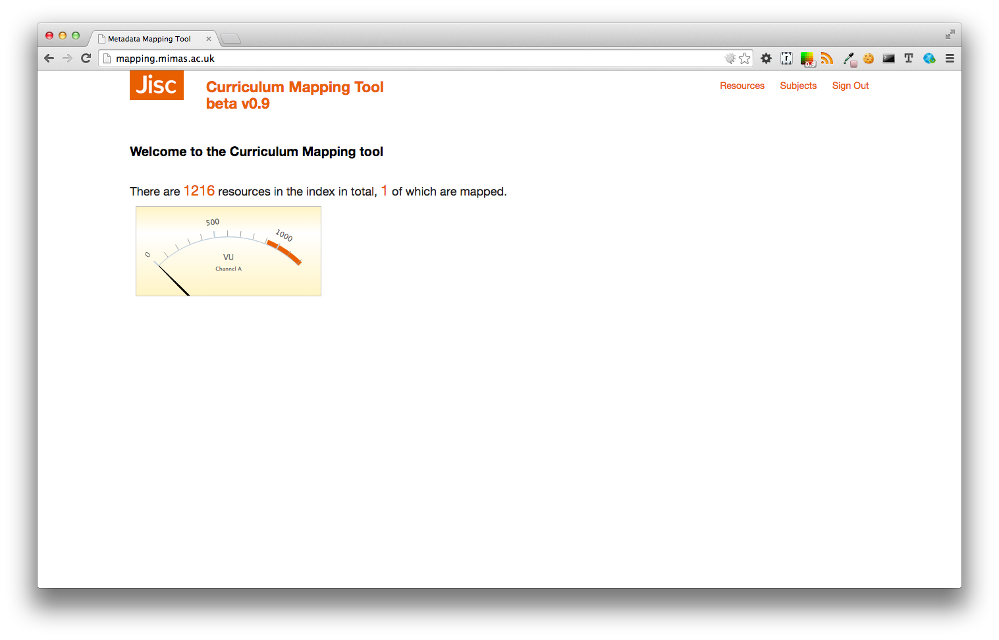 Metadata Mapping Tool
mapping.mimas.ac.uk
r
0.9
T
Jisc
Curriculum Mapping Tool
beta v0.9
Resources Subjects Sign Out
Welcome to the Curriculum Mapping tool
There are 1216 resources in the index in total, 1 of which are mapped.
0
500
1000
VU
Channel A